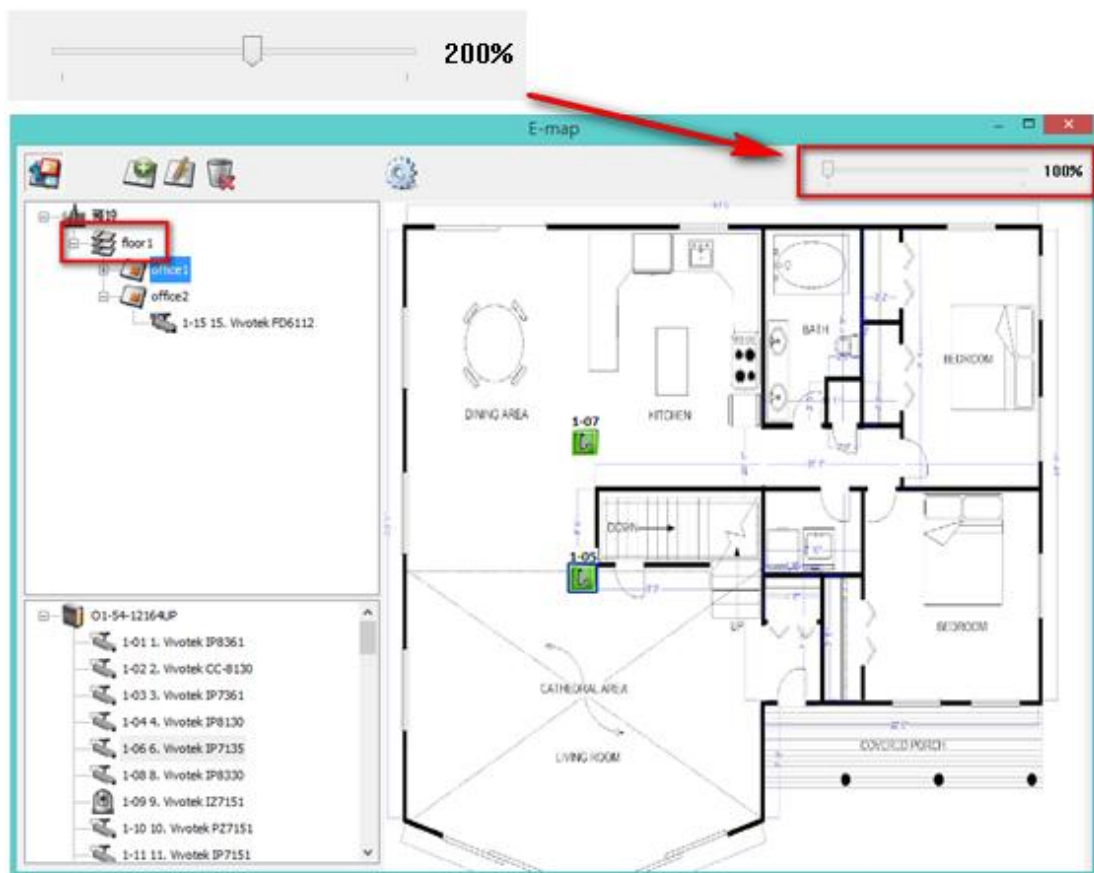 200%
E-map
100%
floor1
office1
office2
1-15 15. Vivotek FD6112
BATH
BEDROOM
DINING AREA
KITCHEN
1-07
DOWN
1-05
UP
BEDROOM
CATHEDRAL AREA
LIVING ROOM
COVERED PORCH
O1-54-12164UP
1-01 1. Vivotek IP8361
1-02 2. Vivotek CC-8130
1-03 3. Vivotek IP7361
1-04 4. Vivotek IP8130
1-06 6. Vivotek IP7135
1-08 8. Vivotek IP8330
1-09 9. Vivotek IZ7151
1-10 10. Vivotek PZ7151
1-11 11. Vivotek IP7151